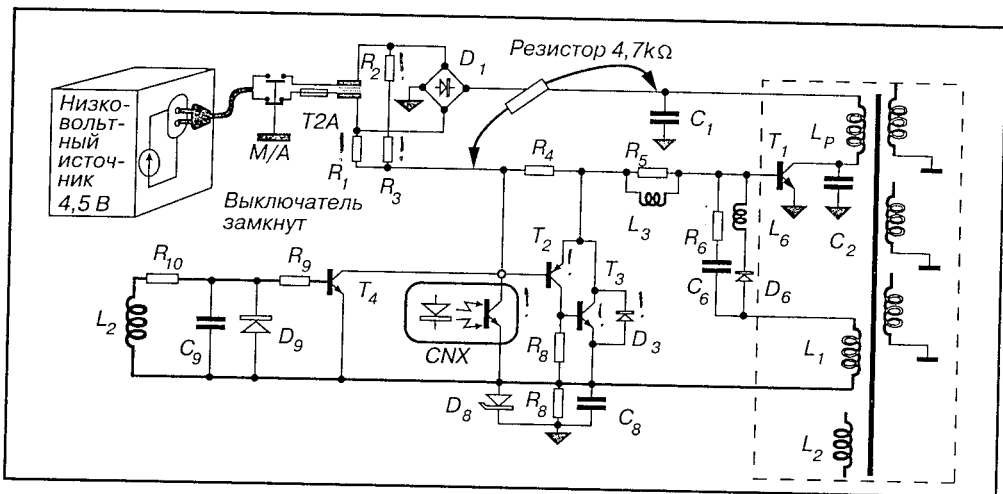 Резистор 4,7kΩ
Низко-
вольт-
ный
источ-
ник
4,5 В
М/А
T2A
R2
!
D1
C1
LP
R1
!
R3
!
R4
R5
L3
T1
L6
C2
Выключатель
замкнут
R6
C6
D6
R10
R9
T2
!
T3
!
T4
L2
C9
D9
CNX
!
R8
D3
L1
D8
R8
C8
L2